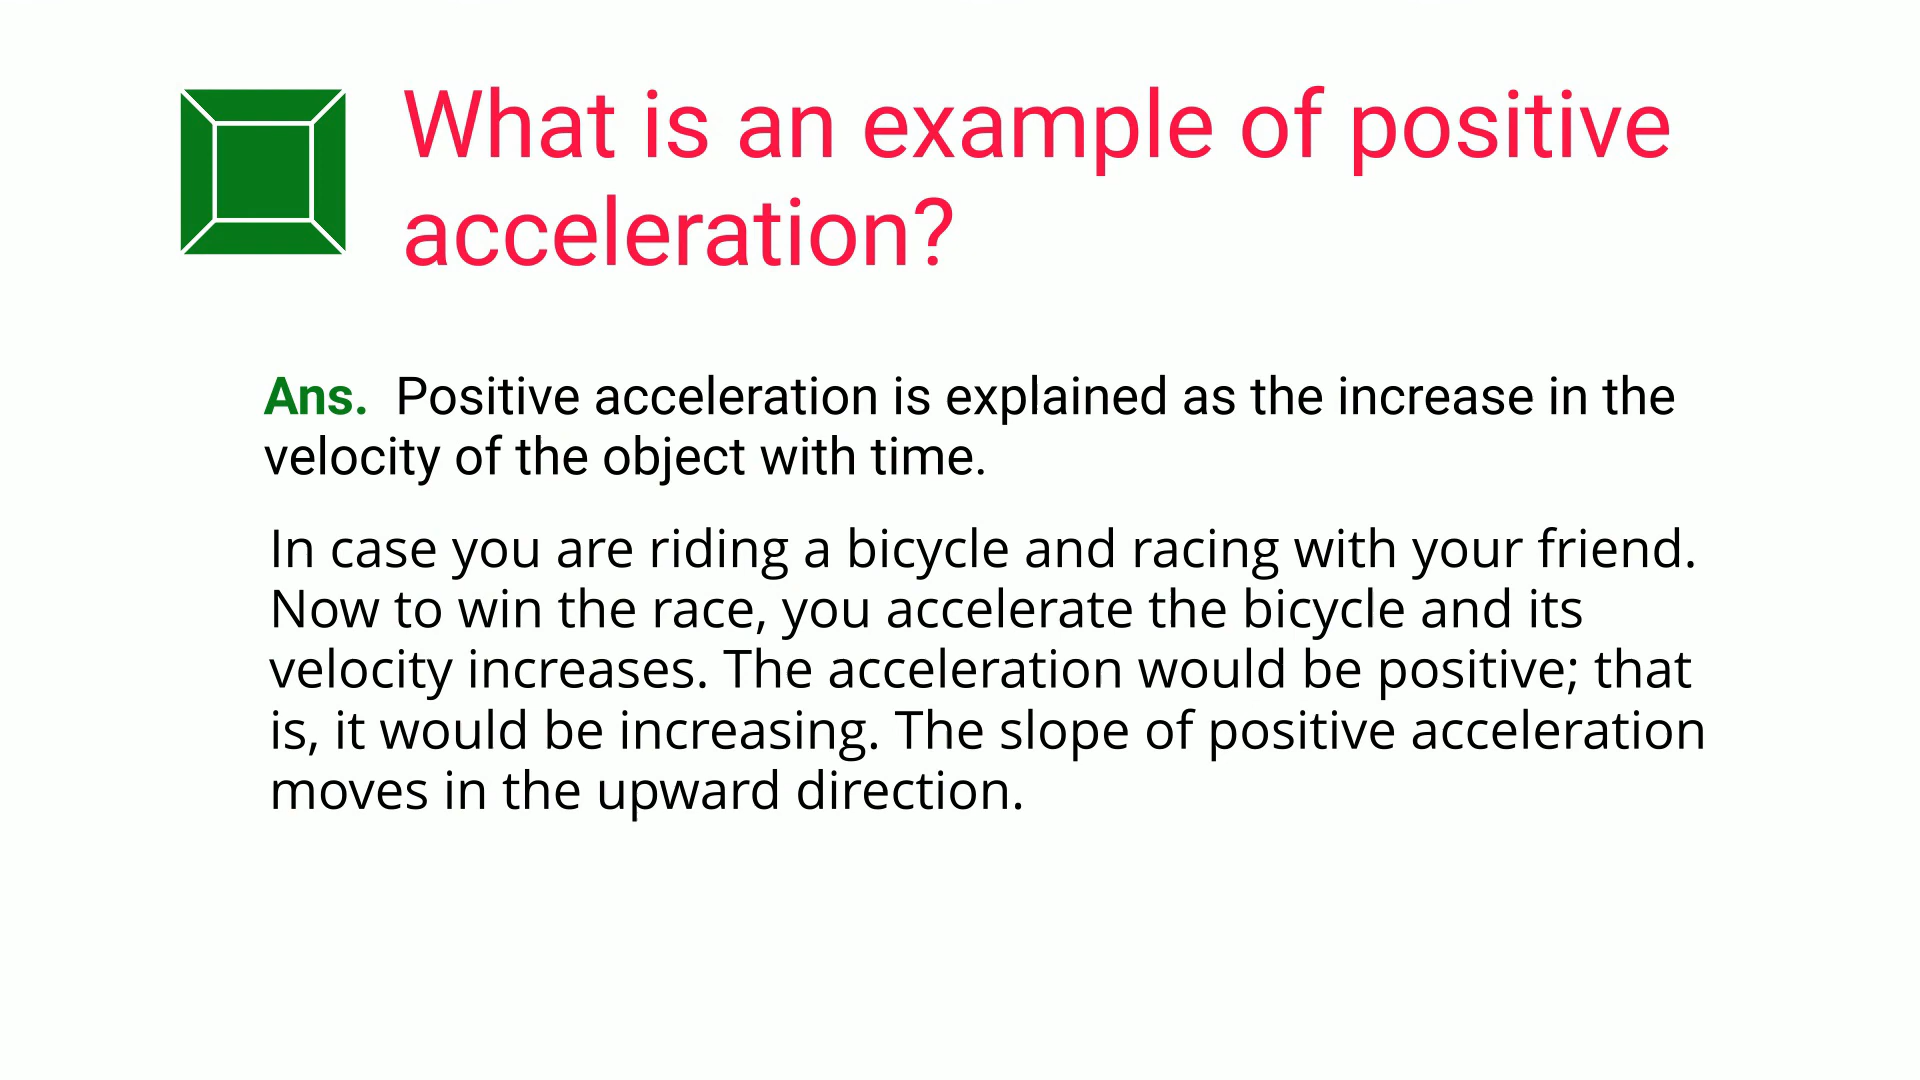 What is an example of positive
acceleration?
Ans. Positive acceleration is explained as the increase in the
velocity of the object with time.
In case you are riding a bicycle and racing with your friend.
Now to win the race, you accelerate the bicycle and its
velocity increases. The acceleration would be positive; that
is, it would be increasing. The slope of positive acceleration
moves in the upward direction.